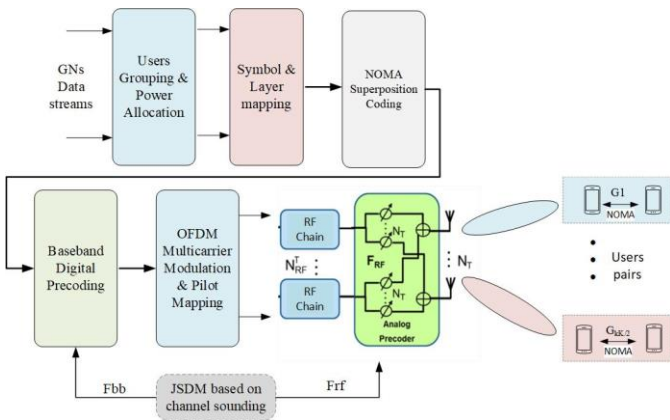 GNs
Data
streams
Users
Grouping &
Power
Allocation
Symbol &
Layer
mapping
NOMA
Superposition
Coding
Baseband
Digital
Precoding
OFDM
Multicarrier
Modulation
& Pilot
Mapping
RF
Chain
N_RF^T
RF
Chain
N_T
F_RF
N_T
Analog
Precoder
N_T
G1
NOMA
Users
pairs
G_kK/2
NOMA
Fbb
JSDM based on
channel sounding
Frf